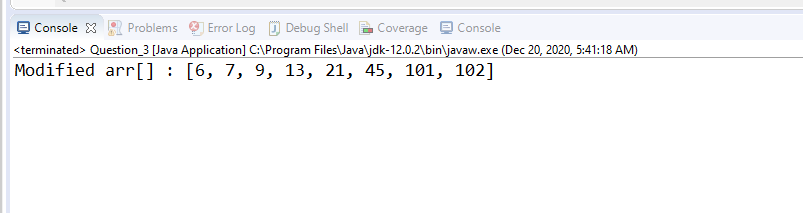 Console Problems Error Log Debug Shell Coverage Console
<terminated> Question_3 [Java Application] C:\Program Files\Java\jdk-12.0.2\bin\javaw.exe (Dec 20, 2020, 5:41:18 AM)
Modified arr[] : [6, 7, 9, 13, 21, 45, 101, 102]